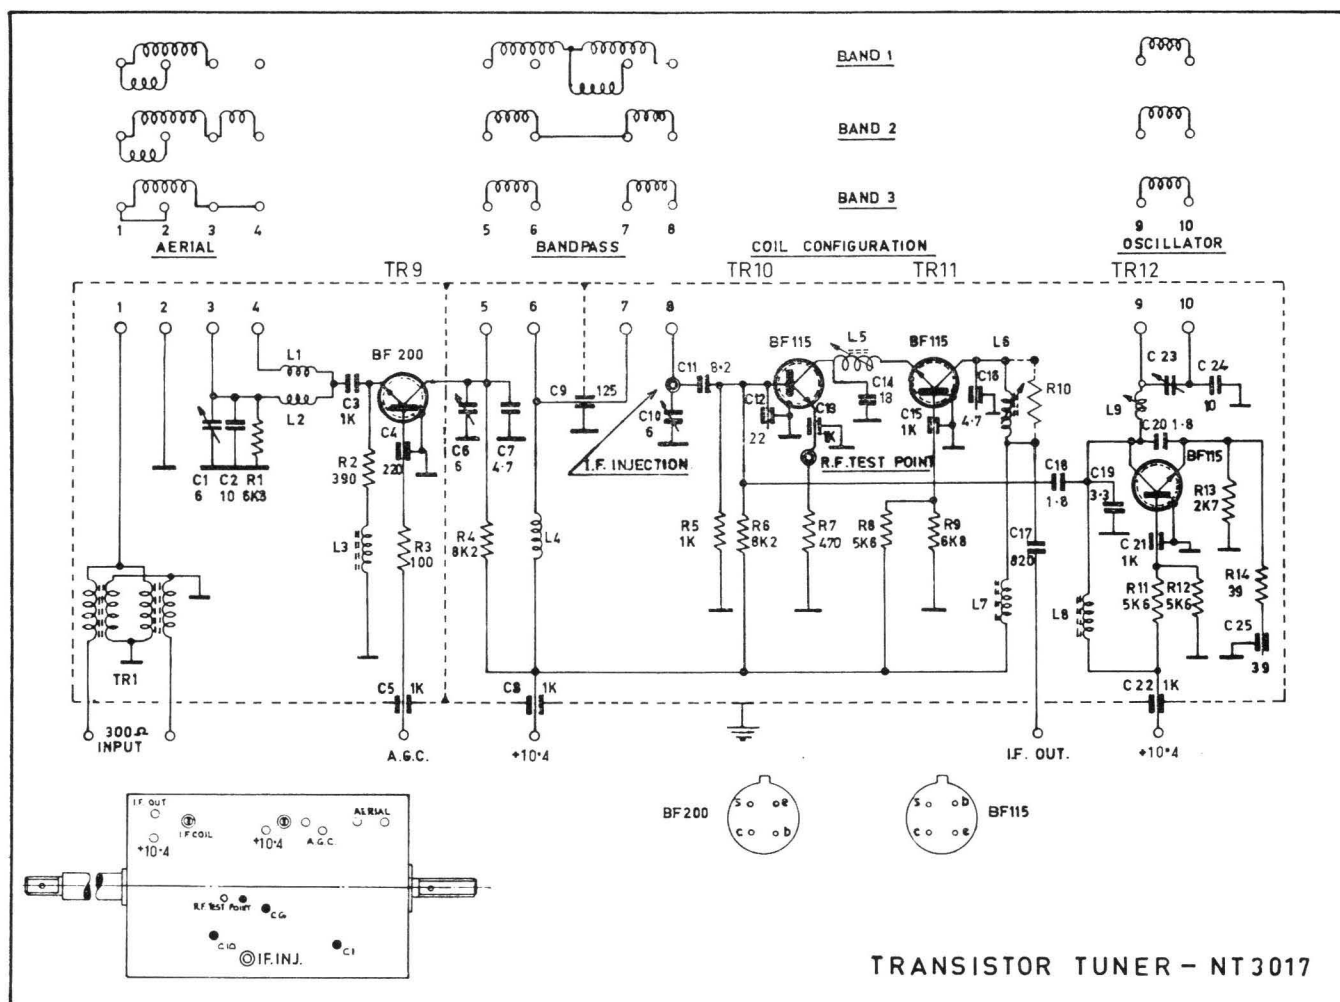 BAND 1
BAND 2
BAND 3
1 2 3 4
5 6 7 8
9 10
AERIAL
BANDPASS
COIL CONFIGURATION
OSCILLATOR
TR9
TR10
TR11
TR12
1 2 3 4
5 6 7 8
9 10
L1
L2
C3
1K
BF 200
C4
220
C1
6
C2
10
R1
6K8
R2
390
L3
R3
100
C6
6
C7
4·7
R4
8K2
L4
C9
125
I.F. INJECTION
C10
6
C11
8·2
BF115
C12
22
C13
1K
R.F. TEST POINT
L5
C14
18
BF115
C15
1K
C16
4·7
L6
R10
R5
1K
R6
8K2
R7
470
R8
5K6
R9
6K8
L7
C17
820
C18
1·8
C19
3·3
L9
C23
C24
10
C20
1·8
BF115
R13
2K7
C21
1K
R11
5K6
R12
5K6
R14
39
C25
39
L8
TR1
300Ω
INPUT
C5
1K
A.G.C.
C8
1K
+10·4
I.F. OUT.
C22
1K
+10·4
BF200
s e
c b
BF115
s b
c e
I.F. OUT
I.F COIL
+10·4
+10·4
A.G.C.
AERIAL
R.F. TEST POINT
C6
C10
C1
I.F. INJ.
TRANSISTOR TUNER – NT3017